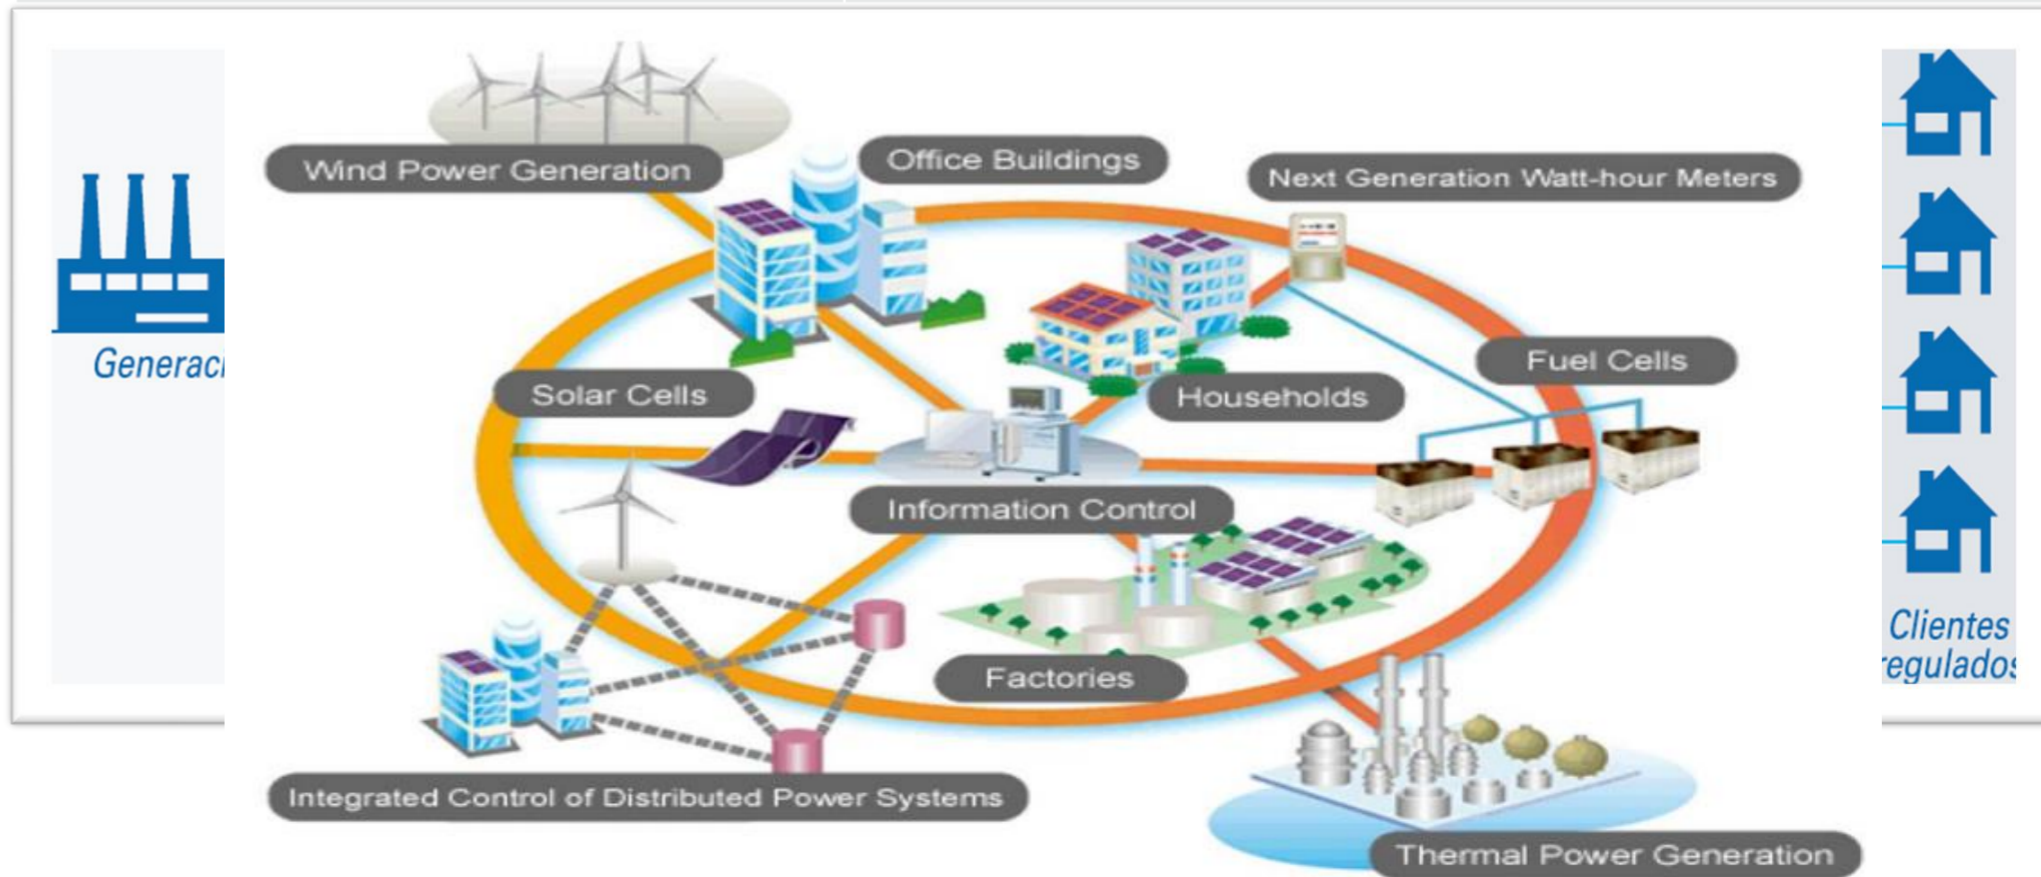 Wind Power Generation
Office Buildings
Next Generation Watt-hour Meters
Generaci
Solar Cells
Households
Fuel Cells
Information Control
Factories
Clientes
regulados
Integrated Control of Distributed Power Systems
Thermal Power Generation